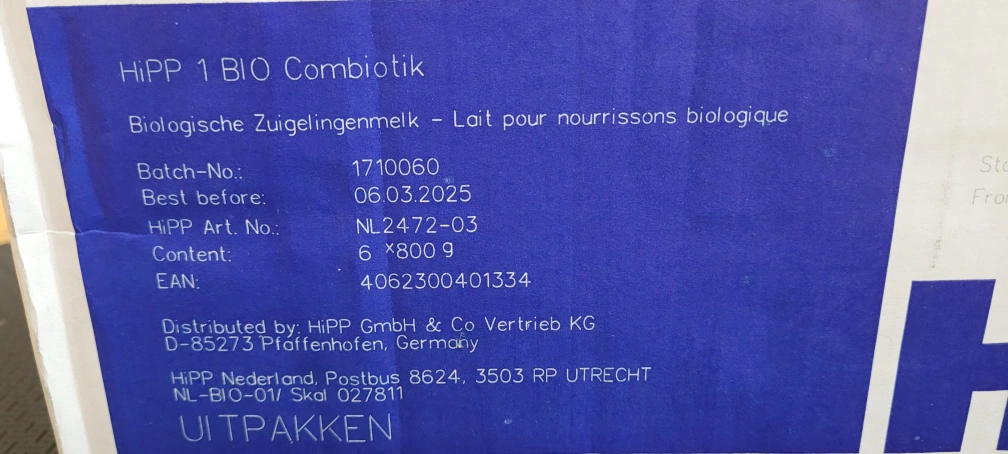 HiPP 1 BIO Combiotik
Biologische Zuigelingenmelk - Lait pour nourrissons biologique
Batch-No.: 1710060
Best before: 06.03.2025
HiPP Art. No.: NL2472-03
Content: 6 x800 g
EAN: 4062300401334
Distributed by: HiPP GmbH & Co Vertrieb KG
D-85273 Pfaffenhofen, Germany
HiPP Nederland, Postbus 8624, 3503 RP UTRECHT
NL-BIO-01/ Skal 027811
UITPAKKEN